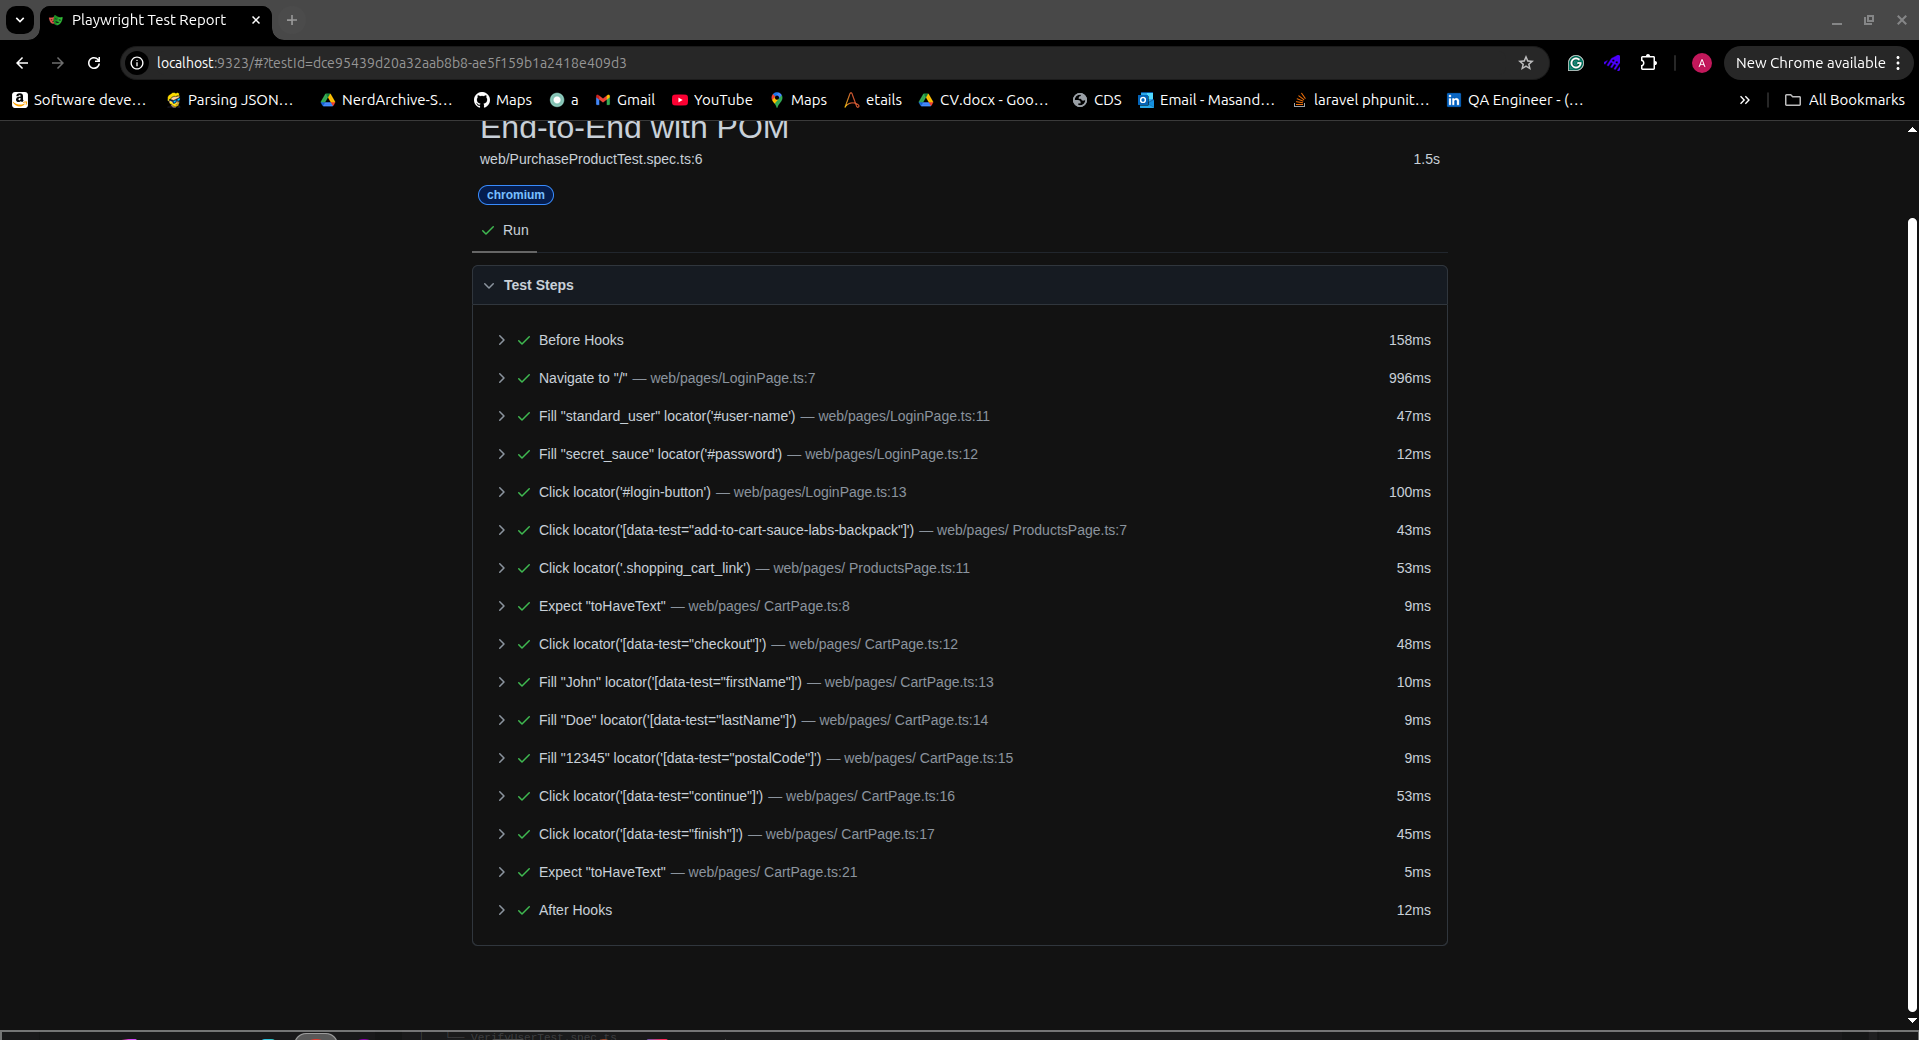 Playwright Test Report
localhost:9323/#?testId=dce95439d20a32aab8b8-ae5f159b1a2418e409d3
A
New Chrome available
Software deve...
Parsing JSON...
NerdArchive-S...
Maps
a
Gmail
YouTube
Maps
etails
CV.docx - Goo...
CDS
Email - Masand...
laravel phpunit...
QA Engineer - (...
All Bookmarks
End-to-End with POM
web/PurchaseProductTest.spec.ts:6 1.5s
chromium
Run
Test Steps
Before Hooks 158ms
Navigate to "/" — web/pages/LoginPage.ts:7 996ms
Fill "standard_user" locator('#user-name') — web/pages/LoginPage.ts:11 47ms
Fill "secret_sauce" locator('#password') — web/pages/LoginPage.ts:12 12ms
Click locator('#login-button') — web/pages/LoginPage.ts:13 100ms
Click locator('[data-test="add-to-cart-sauce-labs-backpack"]') — web/pages/ ProductsPage.ts:7 43ms
Click locator('.shopping_cart_link') — web/pages/ ProductsPage.ts:11 53ms
Expect "toHaveText" — web/pages/ CartPage.ts:8 9ms
Click locator('[data-test="checkout"]') — web/pages/ CartPage.ts:12 48ms
Fill "John" locator('[data-test="firstName"]') — web/pages/ CartPage.ts:13 10ms
Fill "Doe" locator('[data-test="lastName"]') — web/pages/ CartPage.ts:14 9ms
Fill "12345" locator('[data-test="postalCode"]') — web/pages/ CartPage.ts:15 9ms
Click locator('[data-test="continue"]') — web/pages/ CartPage.ts:16 53ms
Click locator('[data-test="finish"]') — web/pages/ CartPage.ts:17 45ms
Expect "toHaveText" — web/pages/ CartPage.ts:21 5ms
After Hooks 12ms
VerifyUserTest.spec.ts